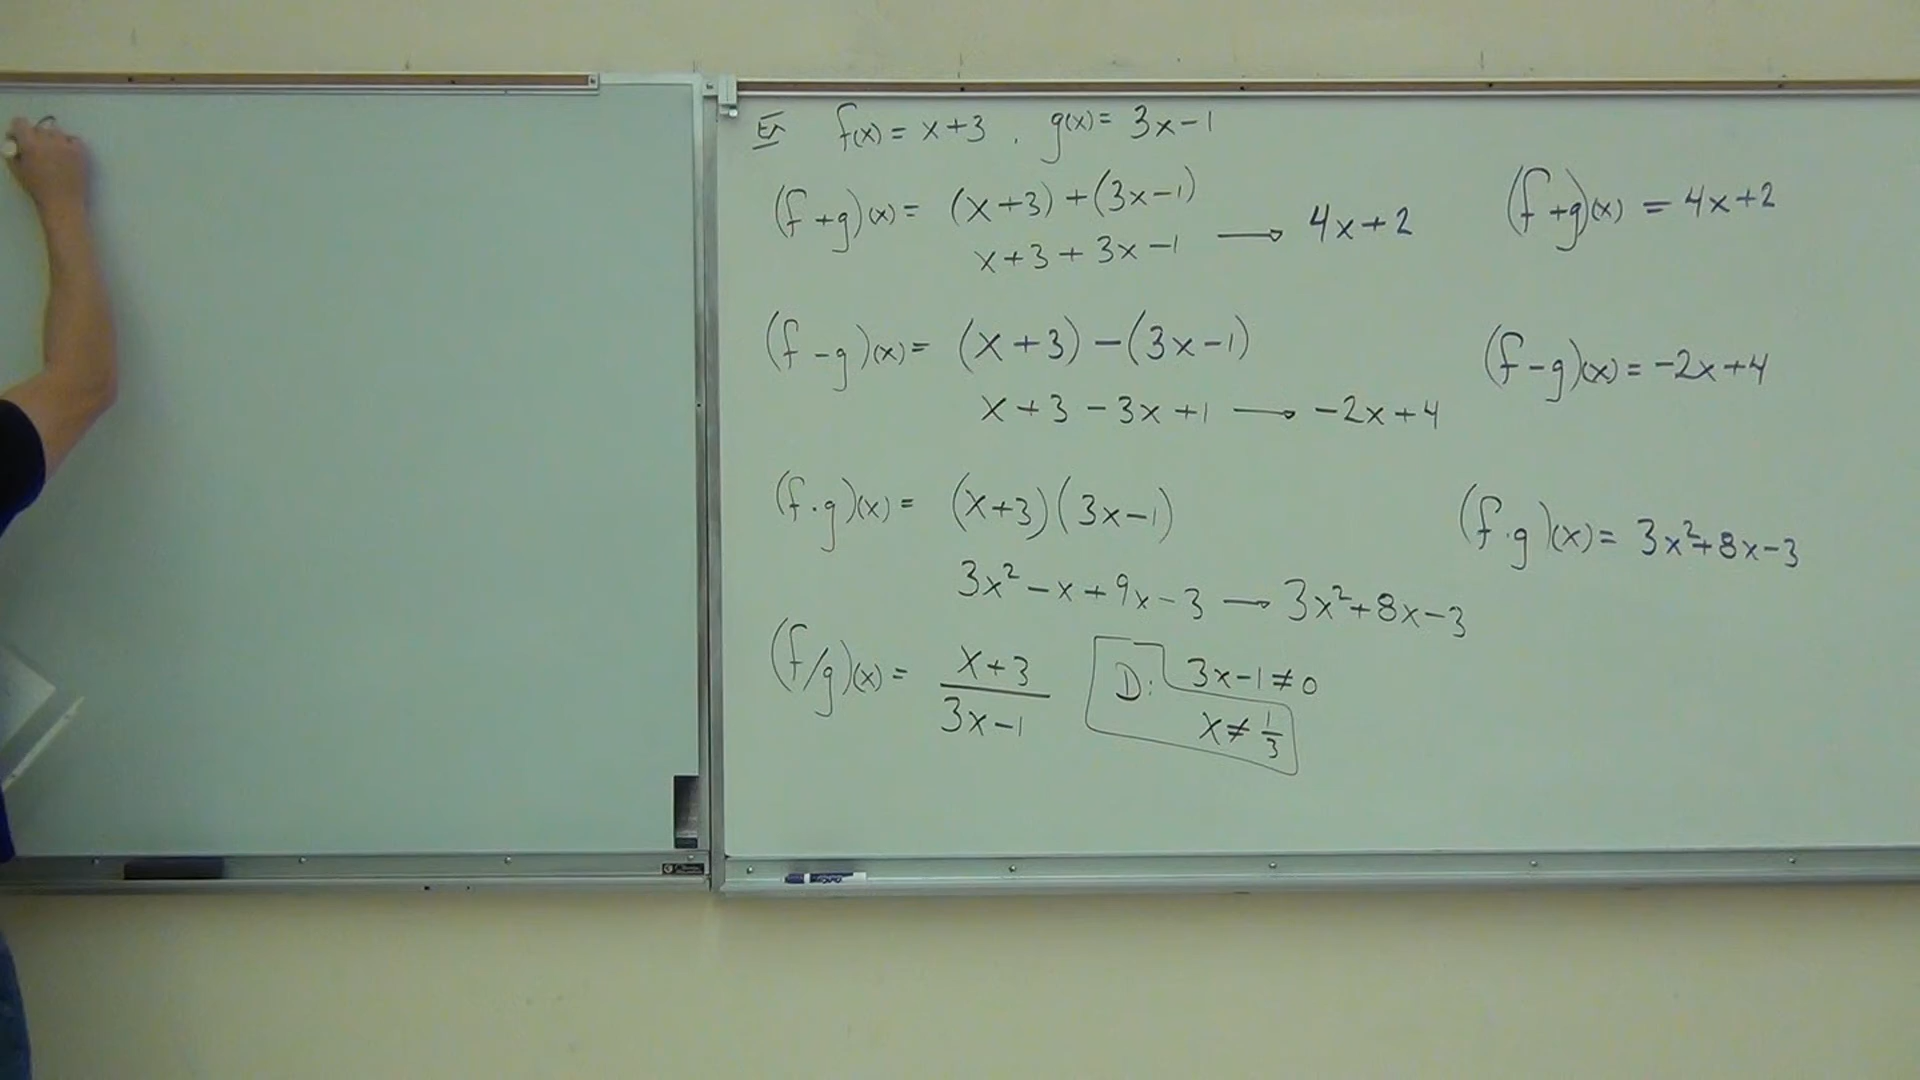 Ex f(x) = x+3 , g(x) = 3x-1
(f+g)(x) = (x+3)+(3x-1)
x+3+3x-1 → 4x+2
(f+g)(x) = 4x+2
(f-g)(x) = (x+3)-(3x-1)
x+3-3x+1 → -2x+4
(f-g)(x) = -2x+4
(f·g)(x) = (x+3)(3x-1)
3x²-x+9x-3 → 3x²+8x-3
(f·g)(x) = 3x²+8x-3
(f/g)(x) = \frac{x+3}{3x-1}
D: 3x-1≠0
x≠\frac{1}{3}